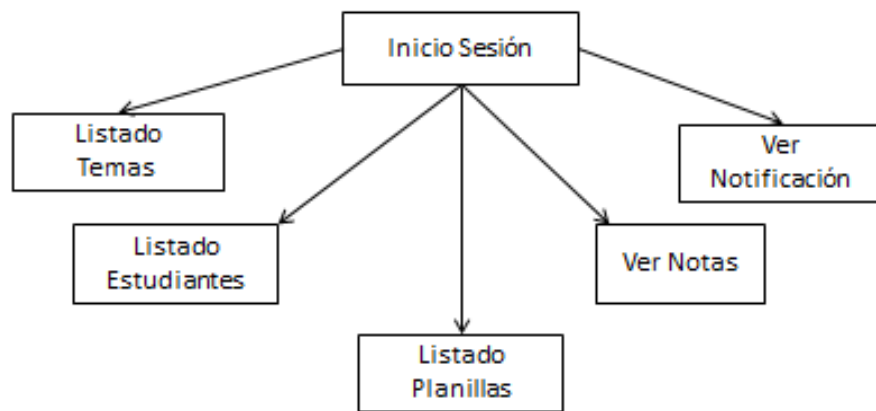 Inicio Sesión
Listado
Temas
Ver
Notificación
Listado
Estudiantes
Ver Notas
Listado
Planillas